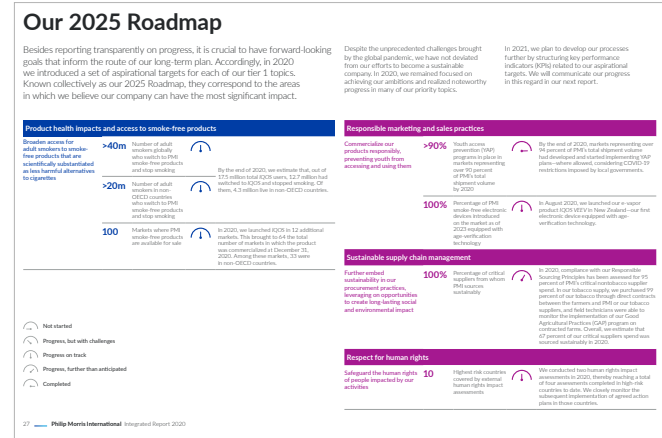 Our 2025 Roadmap
Besides reporting transparently on progress, it is crucial to have forward-looking
goals that inform the route of our long-term plan. Accordingly, in 2020
we introduced a set of aspirational targets for each of our tier 1 topics.
Known collectively as our 2025 Roadmap, they correspond to the areas
in which we believe our company can have the most significant impact.
Despite the unprecedented challenges brought
by the global pandemic, we have not deviated
from our efforts to become a sustainable
company. In 2020, we remained focused on
achieving our ambitions and realized noteworthy
progress in many of our priority topics.
In 2021, we plan to develop our processes
further by structuring key performance
indicators (KPIs) related to our aspirational
targets. We will communicate our progress
in this regard in our next report.
Product health impacts and access to smoke-free products
Broaden access for
adult smokers to smoke-
free products that are
scientifically substantiated
as less harmful alternatives
to cigarettes
>40m
Number of adult
smokers globally
who switch to PMI
smoke-free products
and stop smoking
>20m
Number of adult
smokers in non-
OECD countries
who switch to PMI
smoke-free products
and stop smoking
By the end of 2020, we estimate that, out of
17.5 million total IQOS users, 12.7 million had
switched to IQOS and stopped smoking. Of
them, 4.3 million live in non-OECD countries.
100
Markets where PMI
smoke-free products
are available for sale
In 2020, we launched IQOS in 12 additional
markets. This brought to 64 the total
number of markets in which the product
was commercialized at December 31,
2020. Among these markets, 33 were
in non-OECD countries.
Not started
Progress, but with challenges
Progress on track
Progress, further than anticipated
Completed
Responsible marketing and sales practices
Commercialize our
products responsibly,
preventing youth from
accessing and using them
>90%
Youth access
prevention (YAP)
programs in place in
markets representing
over 90 percent
of PMI's total
shipment volume
by 2020
By the end of 2020, markets representing over
94 percent of PMI's total shipment volume
had developed and started implementing YAP
plans—where allowed, considering COVID-19
restrictions imposed by local governments.
100%
Percentage of PMI
smoke-free electronic
devices introduced
on the market as of
2023 equipped with
age-verification
technology
In August 2020, we launched our e-vapor
product IQOS VEEV in New Zealand—our first
electronic device equipped with age-
verification technology.
Sustainable supply chain management
Further embed
sustainability in our
procurement practices,
leveraging on opportunities
to create long-lasting social
and environmental impact
100%
Percentage of critical
suppliers from whom
PMI sources
sustainably
In 2020, compliance with our Responsible
Sourcing Principles has been assessed for 95
percent of PMI's critical nontobacco supplier
spend. In our tobacco supply, we purchased 99
percent of our tobacco through direct contracts
between the farmers and PMI or our tobacco
suppliers, and field technicians were able to
monitor the implementation of our Good
Agricultural Practices (GAP) program on
contracted farms. Overall, we estimate that
67 percent of our critical suppliers spend was
sourced sustainably in 2020.
Respect for human rights
Safeguard the human rights
of people impacted by our
activities
10
Highest risk countries
covered by external
human rights impact
assessments
We conducted two human rights impact
assessments in 2020, thereby reaching a total
of four assessments completed in high-risk
countries to date. We closely monitor the
subsequent implementation of agreed action
plans in those countries.
27 Philip Morris International Integrated Report 2020